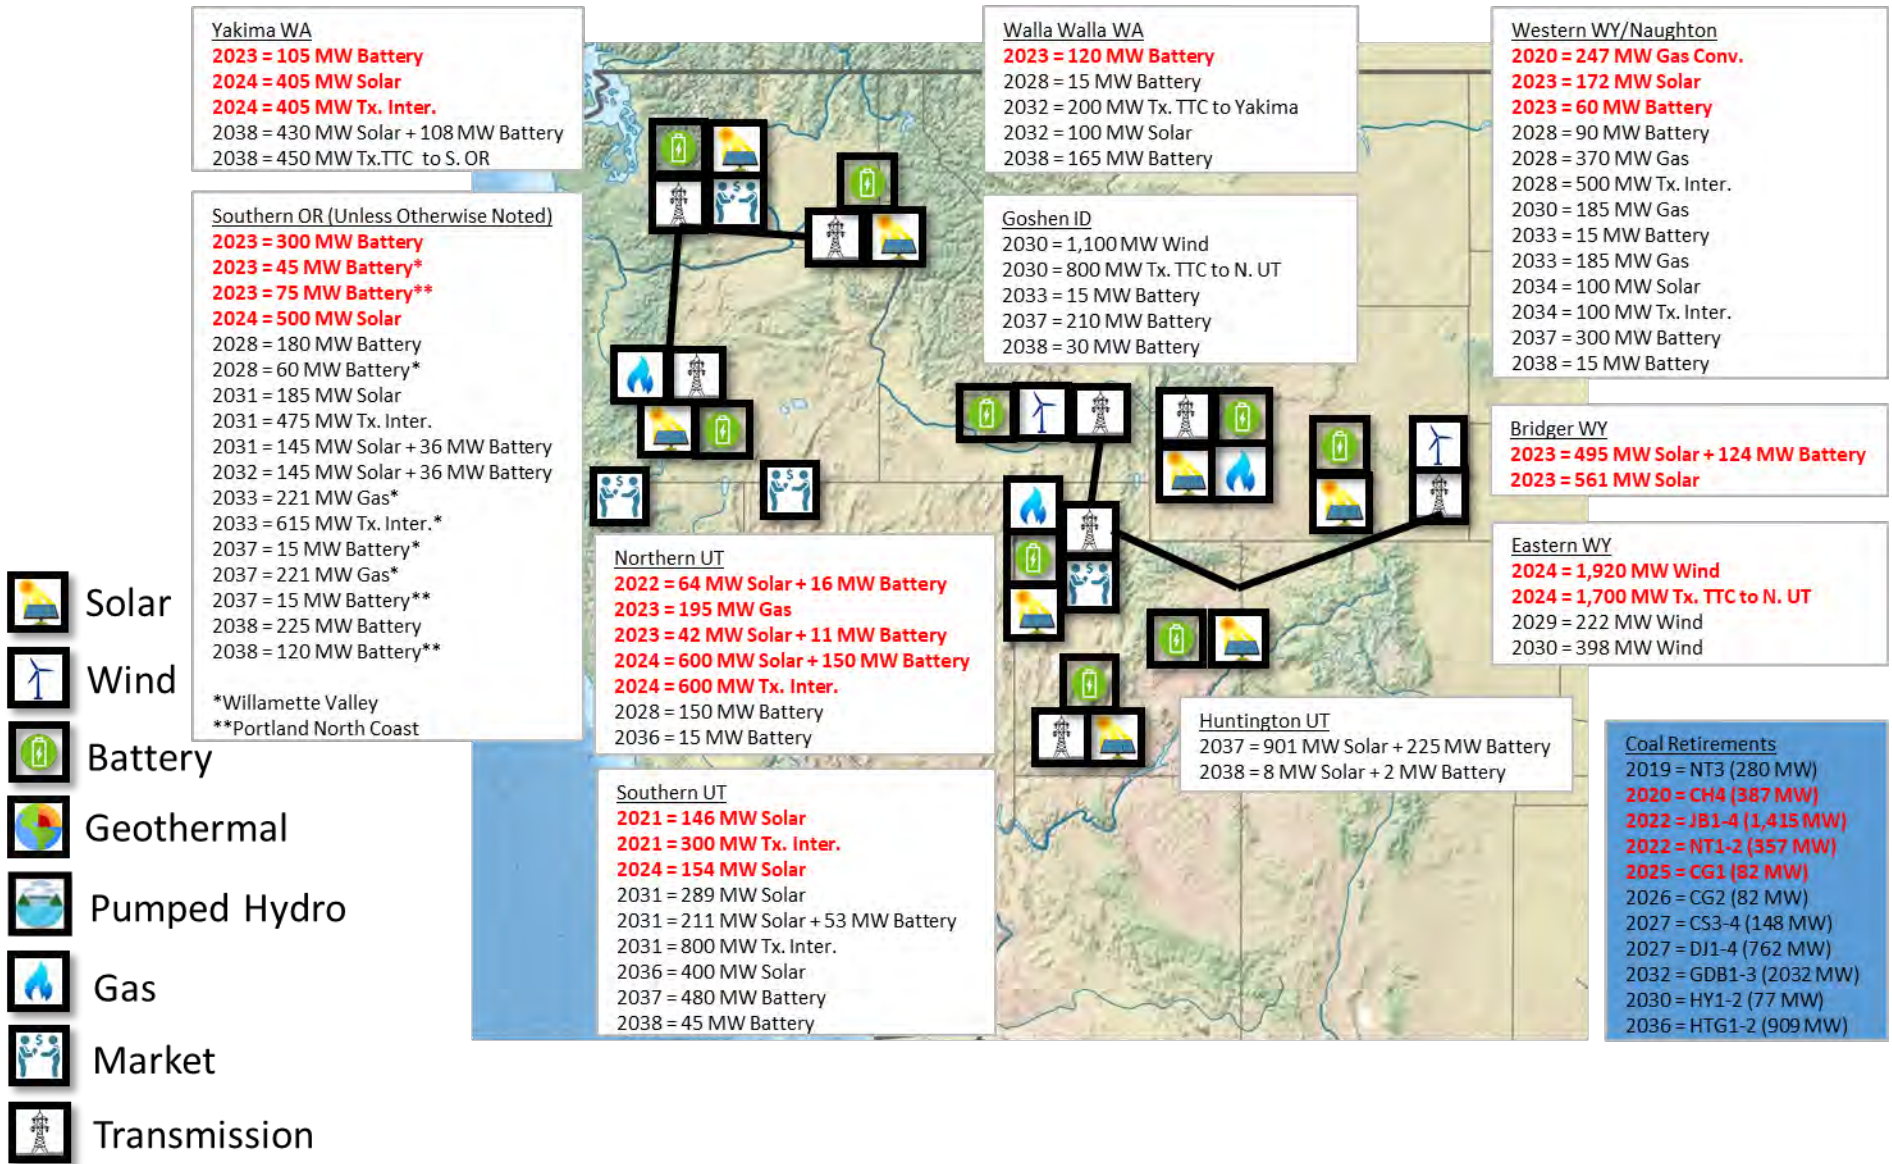 Yakima WA
2023 = 105 MW Battery
2024 = 405 MW Solar
2024 = 405 MW Tx. Inter.
2038 = 430 MW Solar + 108 MW Battery
2038 = 450 MW Tx.TTC to S. OR
Southern OR (Unless Otherwise Noted)
2023 = 300 MW Battery
2023 = 45 MW Battery*
2023 = 75 MW Battery**
2024 = 500 MW Solar
2028 = 180 MW Battery
2028 = 60 MW Battery*
2031 = 185 MW Solar
2031 = 475 MW Tx. Inter.
2031 = 145 MW Solar + 36 MW Battery
2032 = 145 MW Solar + 36 MW Battery
2033 = 221 MW Gas*
2033 = 615 MW Tx. Inter.*
2037 = 15 MW Battery*
2037 = 221 MW Gas*
2037 = 15 MW Battery**
2038 = 225 MW Battery
2038 = 120 MW Battery**
*Willamette Valley
**Portland North Coast
Walla Walla WA
2023 = 120 MW Battery
2028 = 15 MW Battery
2032 = 200 MW Tx. TTC to Yakima
2032 = 100 MW Solar
2038 = 165 MW Battery
Goshen ID
2030 = 1,100 MW Wind
2030 = 800 MW Tx. TTC to N. UT
2033 = 15 MW Battery
2037 = 210 MW Battery
2038 = 30 MW Battery
Western WY/Naughton
2020 = 247 MW Gas Conv.
2023 = 172 MW Solar
2023 = 60 MW Battery
2028 = 90 MW Battery
2028 = 370 MW Gas
2028 = 500 MW Tx. Inter.
2030 = 185 MW Gas
2033 = 15 MW Battery
2033 = 185 MW Gas
2034 = 100 MW Solar
2034 = 100 MW Tx. Inter.
2037 = 300 MW Battery
2038 = 15 MW Battery
Bridger WY
2023 = 495 MW Solar + 124 MW Battery
2023 = 561 MW Solar
Eastern WY
2024 = 1,920 MW Wind
2024 = 1,700 MW Tx. TTC to N. UT
2029 = 222 MW Wind
2030 = 398 MW Wind
Northern UT
2022 = 64 MW Solar + 16 MW Battery
2023 = 195 MW Gas
2023 = 42 MW Solar + 11 MW Battery
2024 = 600 MW Solar + 150 MW Battery
2024 = 600 MW Tx. Inter.
2028 = 150 MW Battery
2036 = 15 MW Battery
Huntington UT
2037 = 901 MW Solar + 225 MW Battery
2038 = 8 MW Solar + 2 MW Battery
Southern UT
2021 = 146 MW Solar
2021 = 300 MW Tx. Inter.
2024 = 154 MW Solar
2031 = 289 MW Solar
2031 = 211 MW Solar + 53 MW Battery
2031 = 800 MW Tx. Inter.
2036 = 400 MW Solar
2037 = 480 MW Battery
2038 = 45 MW Battery
Coal Retirements
2019 = NT3 (280 MW)
2020 = CH4 (387 MW)
2022 = JB1-4 (1,415 MW)
2022 = NT1-2 (357 MW)
2025 = CG1 (82 MW)
2026 = CG2 (82 MW)
2027 = CS3-4 (148 MW)
2027 = DJ1-4 (762 MW)
2032 = GDB1-3 (2032 MW)
2030 = HY1-2 (77 MW)
2036 = HTG1-2 (909 MW)
Solar
Wind
Battery
Geothermal
Pumped Hydro
Gas
Market
Transmission